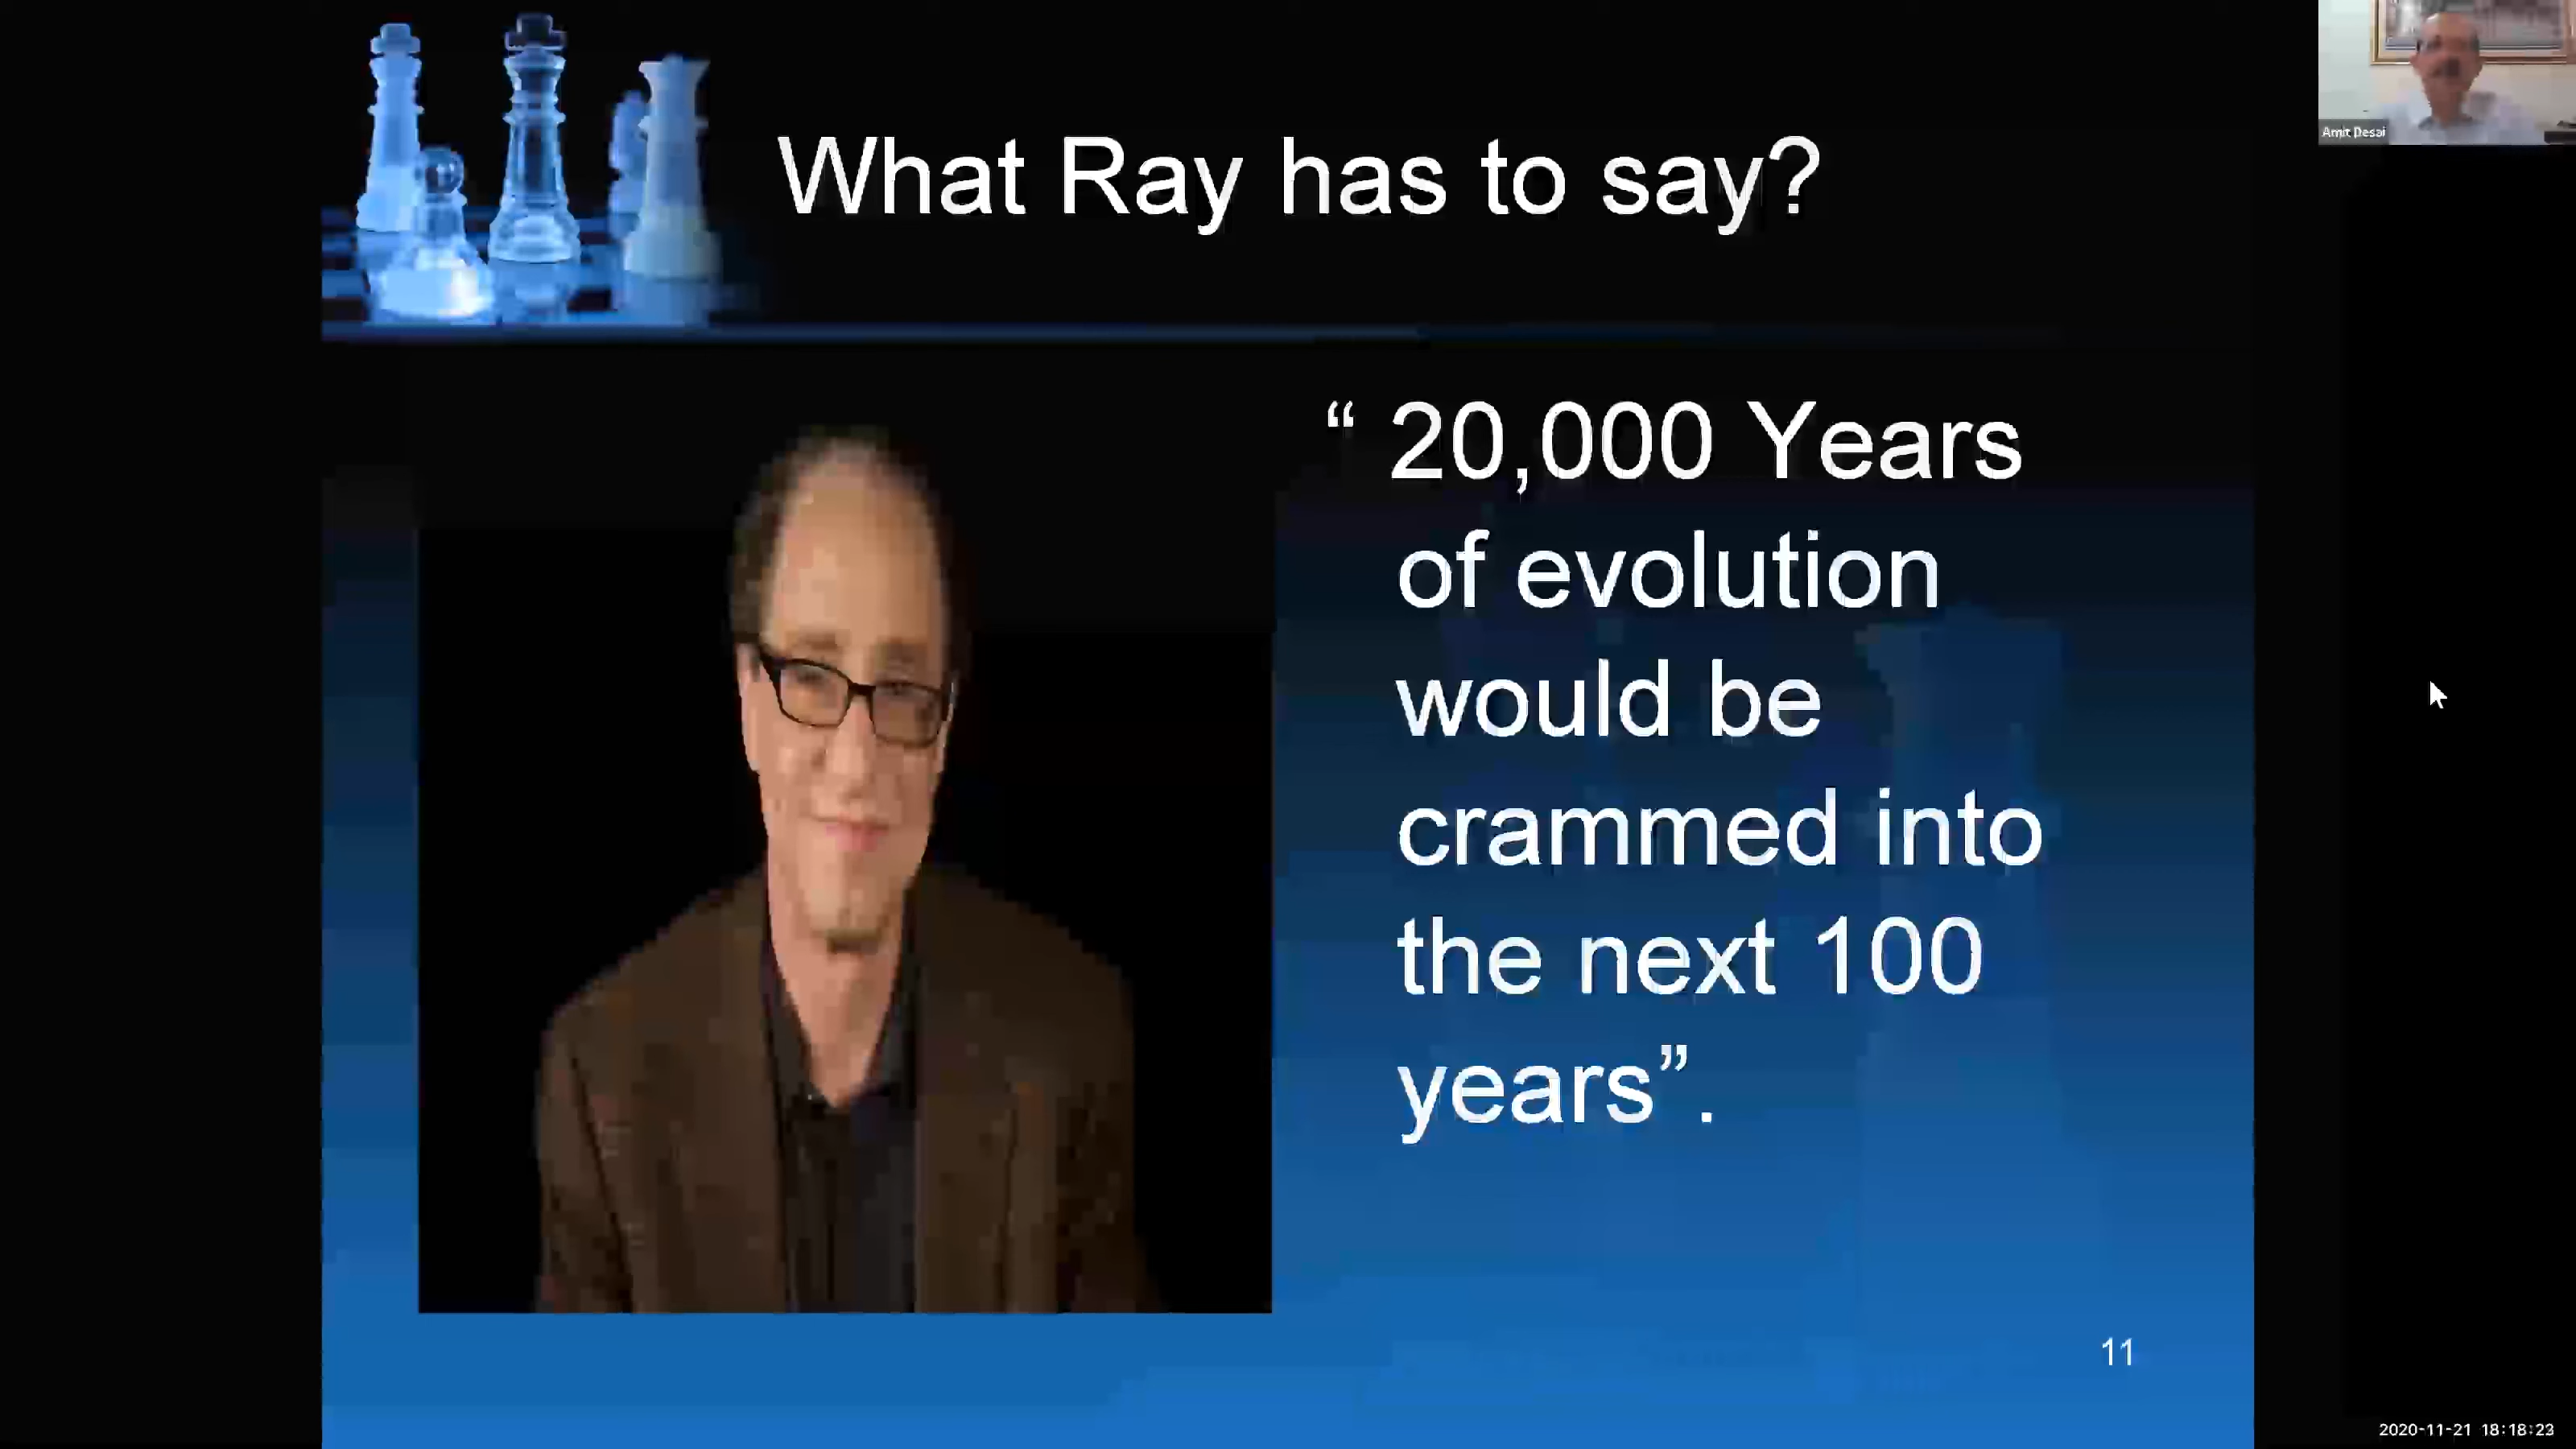 What Ray has to say?
Amit Desai
“ 20,000 Years
of evolution
would be
crammed into
the next 100
years” .
11
2020-11-21 18:18:23